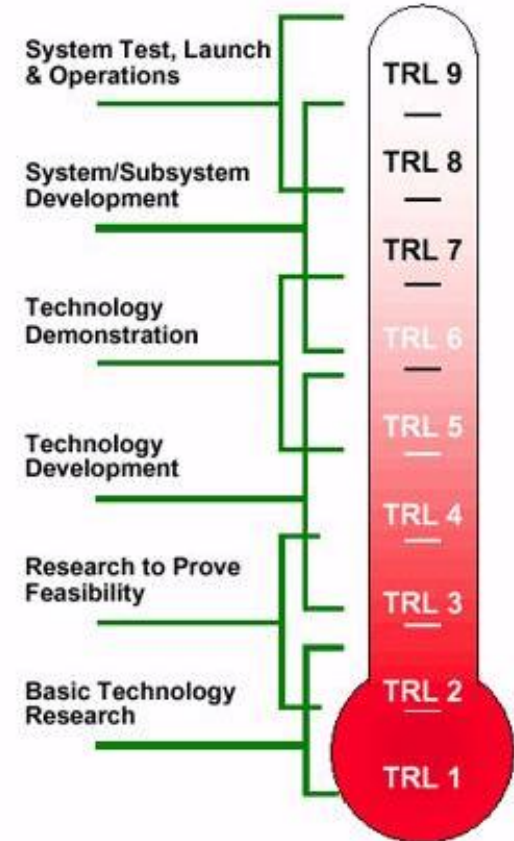 System Test, Launch
& Operations
System/Subsystem
Development
Technology
Demonstration
Technology
Development
Research to Prove
Feasibility
Basic Technology
Research
TRL 9
TRL 8
TRL 7
TRL 6
TRL 5
TRL 4
TRL 3
TRL 2
TRL 1